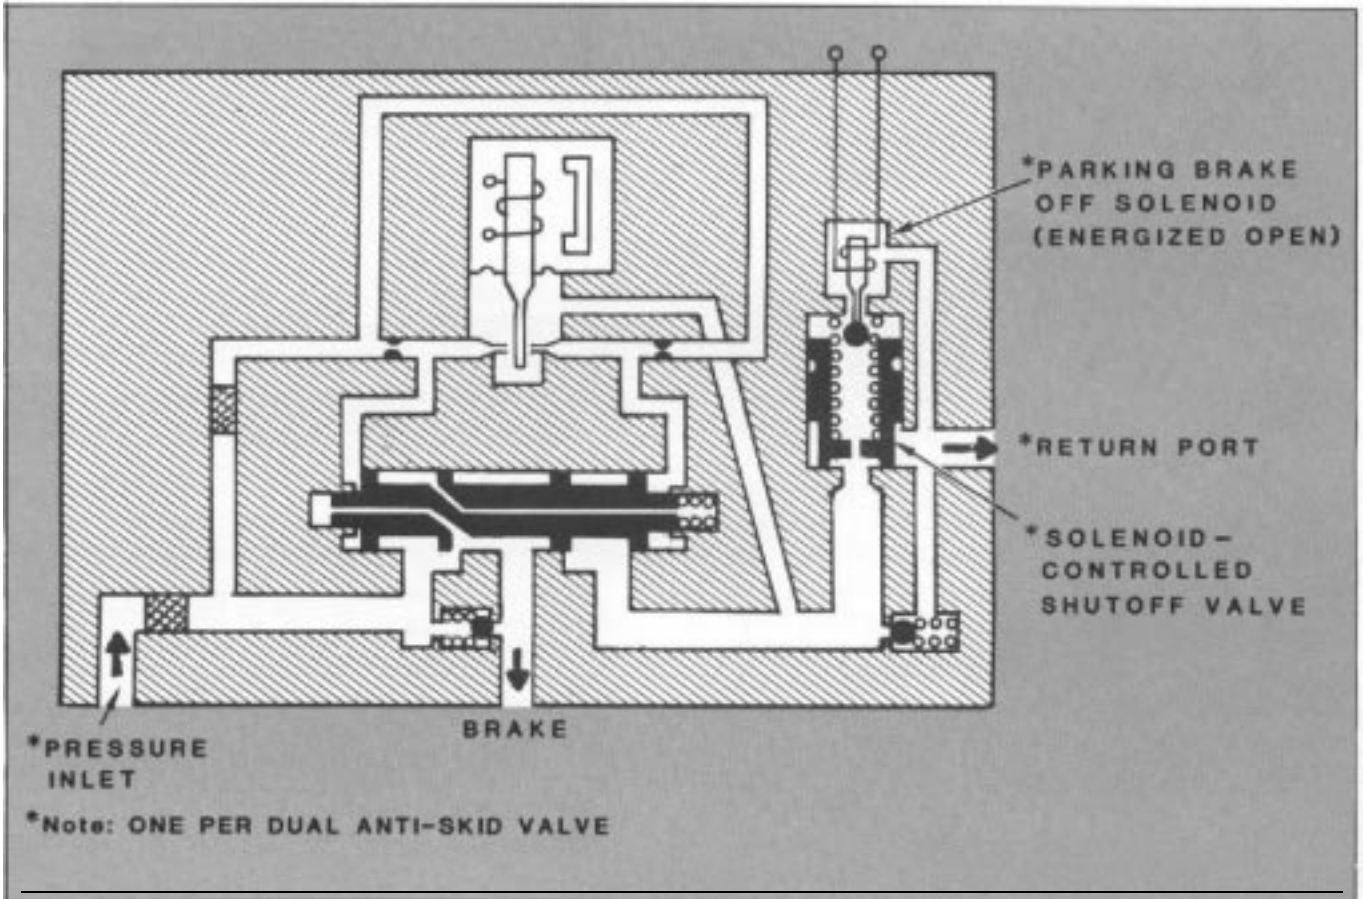 *PARKING BRAKE
OFF SOLENOID
(ENERGIZED OPEN)
*RETURN PORT
*SOLENOID-
CONTROLLED
SHUTOFF VALVE
BRAKE
*PRESSURE
INLET
*Note: ONE PER DUAL ANTI-SKID VALVE